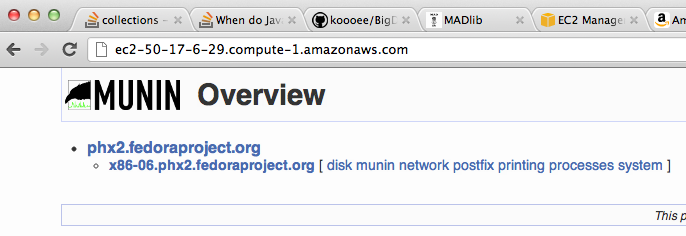 collections -
When do Jav
koooee/BigD
MADlib
EC2 Manage
Am
ec2-50-17-6-29.compute-1.amazonaws.com
MUNIN Overview
phx2.fedoraproject.org
x86-06.phx2.fedoraproject.org [ disk munin network postfix printing processes system ]
This p